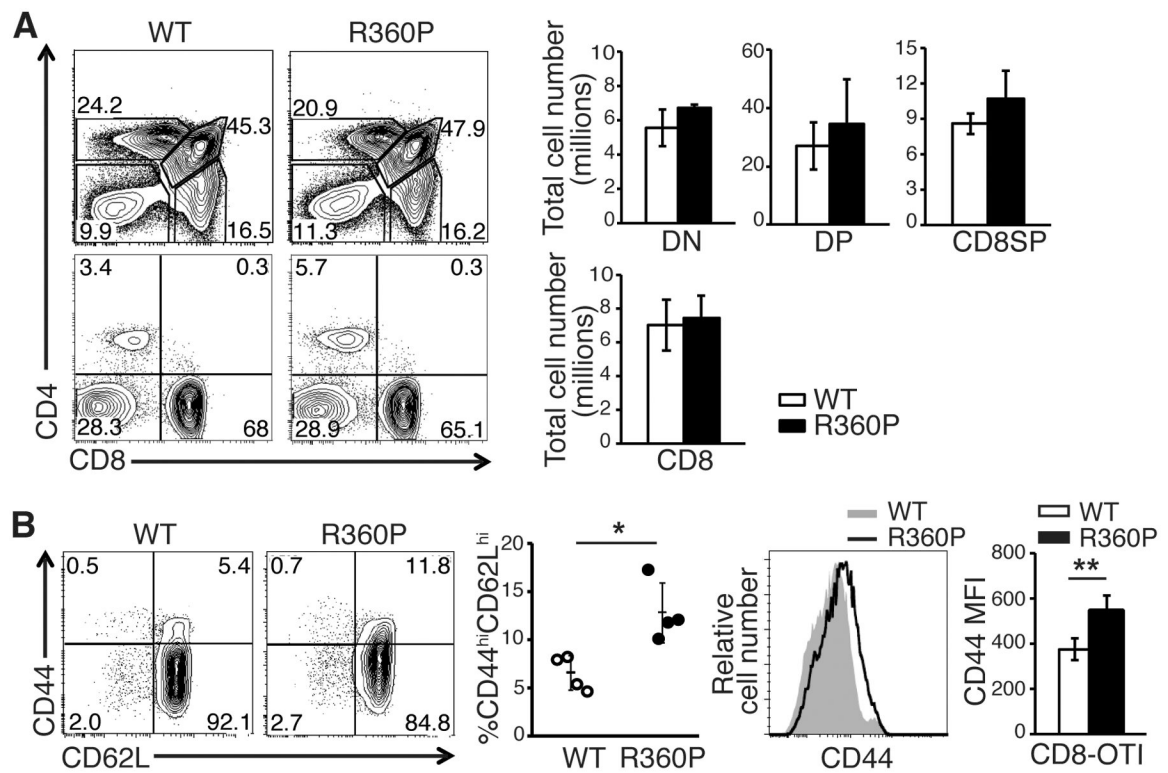 A
WT
R360P
24.2
45.3
9.9
16.5
20.9
47.9
11.3
16.2
3.4
0.3
28.3
68
5.7
0.3
28.9
65.1
CD4
CD8
Total cell number
(millions)
10
8
6
4
2
0
DN
60
40
20
0
DP
15
12
9
6
3
0
CD8SP
Total cell number
(millions)
10
8
6
4
2
0
CD8
WT
R360P
B
WT
R360P
0.5
5.4
2.0
92.1
0.7
11.8
2.7
84.8
CD44
CD62L
%CD44hiCD62Lhi
20
15
10
5
0
*
WT R360P
WT
R360P
Relative
cell number
CD44
WT
R360P
CD44 MFI
800
600
400
200
0
**
CD8-OTI